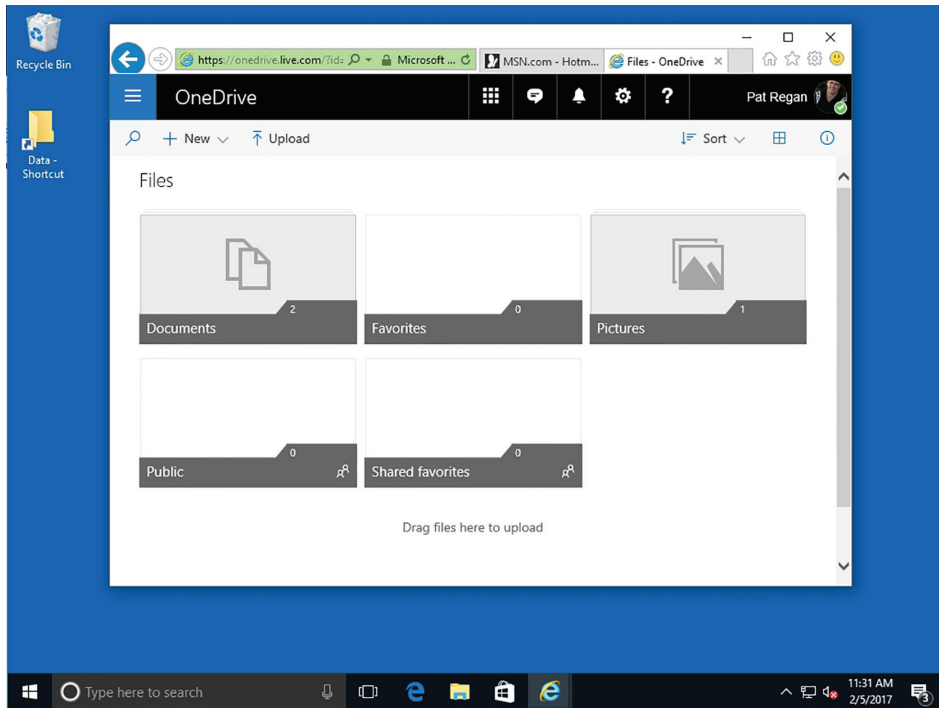 Recycle Bin
Data -
Shortcut
https://onedrive.live.com/?id=
Microsoft ...
MSN.com - Hotm...
Files - OneDrive
OneDrive
?
Pat Regan
New
Upload
Sort
Files
2
Documents
0
Favorites
1
Pictures
0
Public
0
Shared favorites
Drag files here to upload
Type here to search
11:31 AM
2/5/2017
3